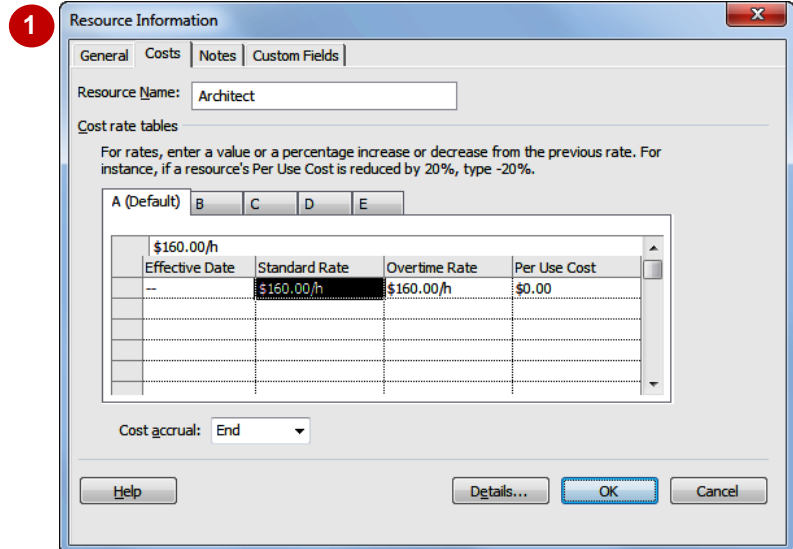 1
Resource Information
x
General Costs Notes Custom Fields
Resource Name: Architect
Cost rate tables
For rates, enter a value or a percentage increase or decrease from the previous rate. For
instance, if a resource's Per Use Cost is reduced by 20%, type -20%.
A (Default) B C D E
$160.00/h
Effective Date Standard Rate Overtime Rate Per Use Cost
-- $160.00/h $160.00/h $0.00
Cost accrual: End
Help Details... OK Cancel